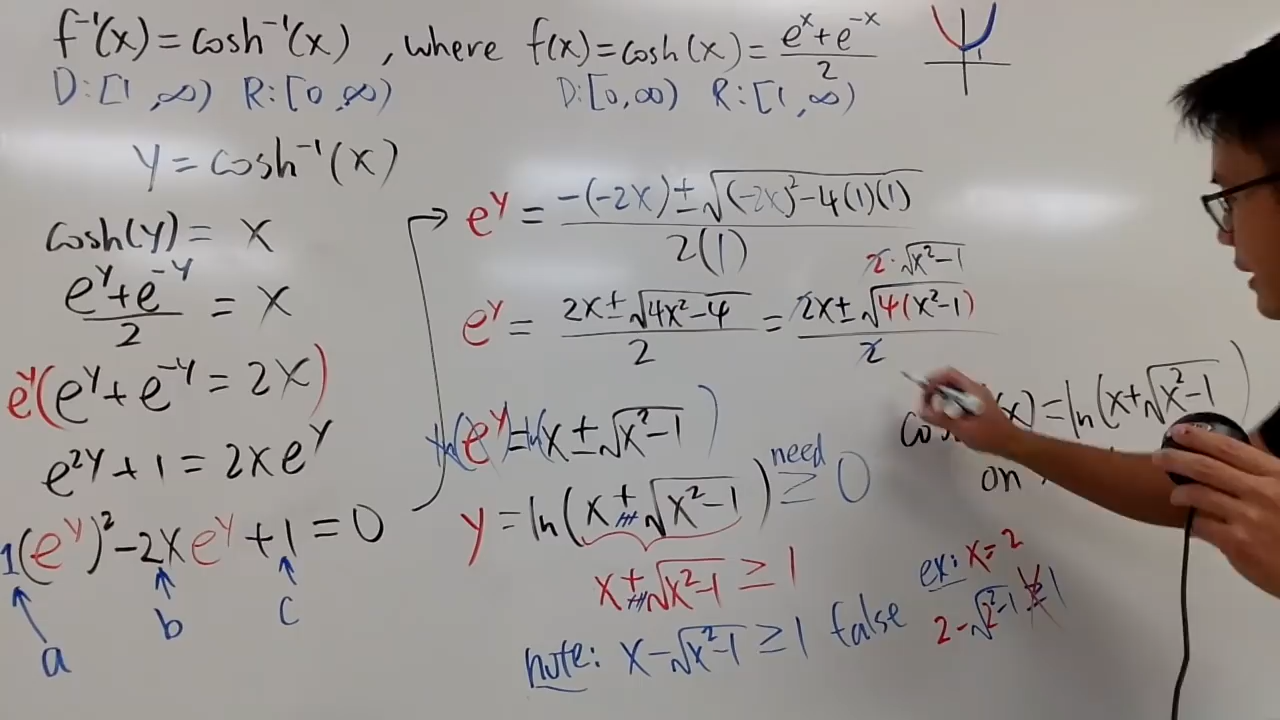 f⁻¹(x) = cosh⁻¹(x) , where f(x) = cosh(x) = (eˣ + e⁻ˣ)/2
D: [1, ∞) R: [0, ∞) D: [0, ∞) R: [1, ∞)
1
y = cosh⁻¹(x)
cosh(y) = x
(eʸ + e⁻ʸ)/2 = x
eʸ(eʸ + e⁻ʸ = 2x)
e²ʸ + 1 = 2xeʸ
1(eʸ)² - 2xeʸ + 1 = 0
a b c
→ eʸ = (-(-2x) ± √((-2x)² - 4(1)(1)))/2(1)
2·√(x²-1)
eʸ = (2x ± √(4x²-4))/2 = (2x ± √(4(x²-1)))/2
ln(eʸ) = ln(x ± √(x²-1))
y = ln(x ± √(x²-1)) need ≥ 0
x ± √(x²-1) ≥ 1
note: x - √(x²-1) ≥ 1 false
(x) = ln(x + √(x²-1))
on
ex: x = 2
2 - √(2²-1) ≱ 1